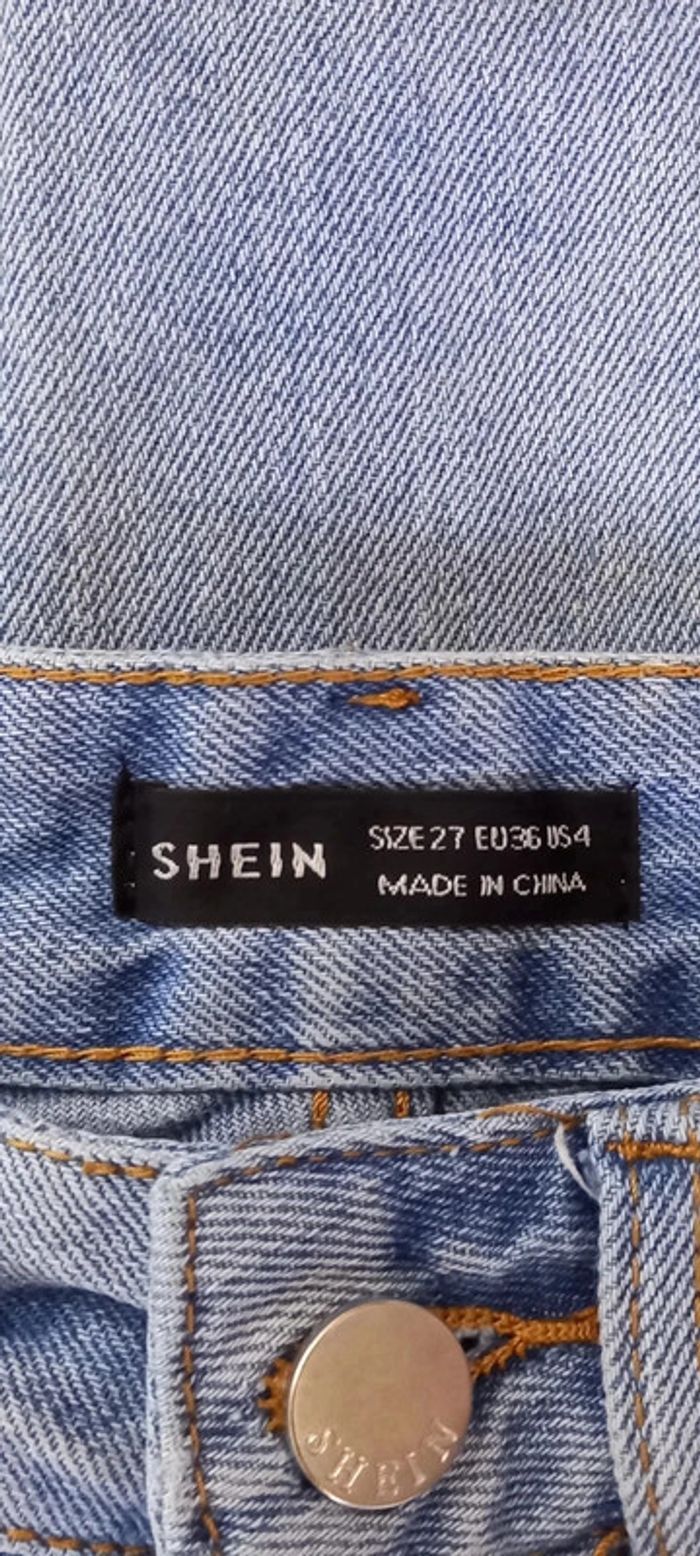 SHEIN
SIZE 27 EU36 US4
MADE IN CHINA
SHEIN